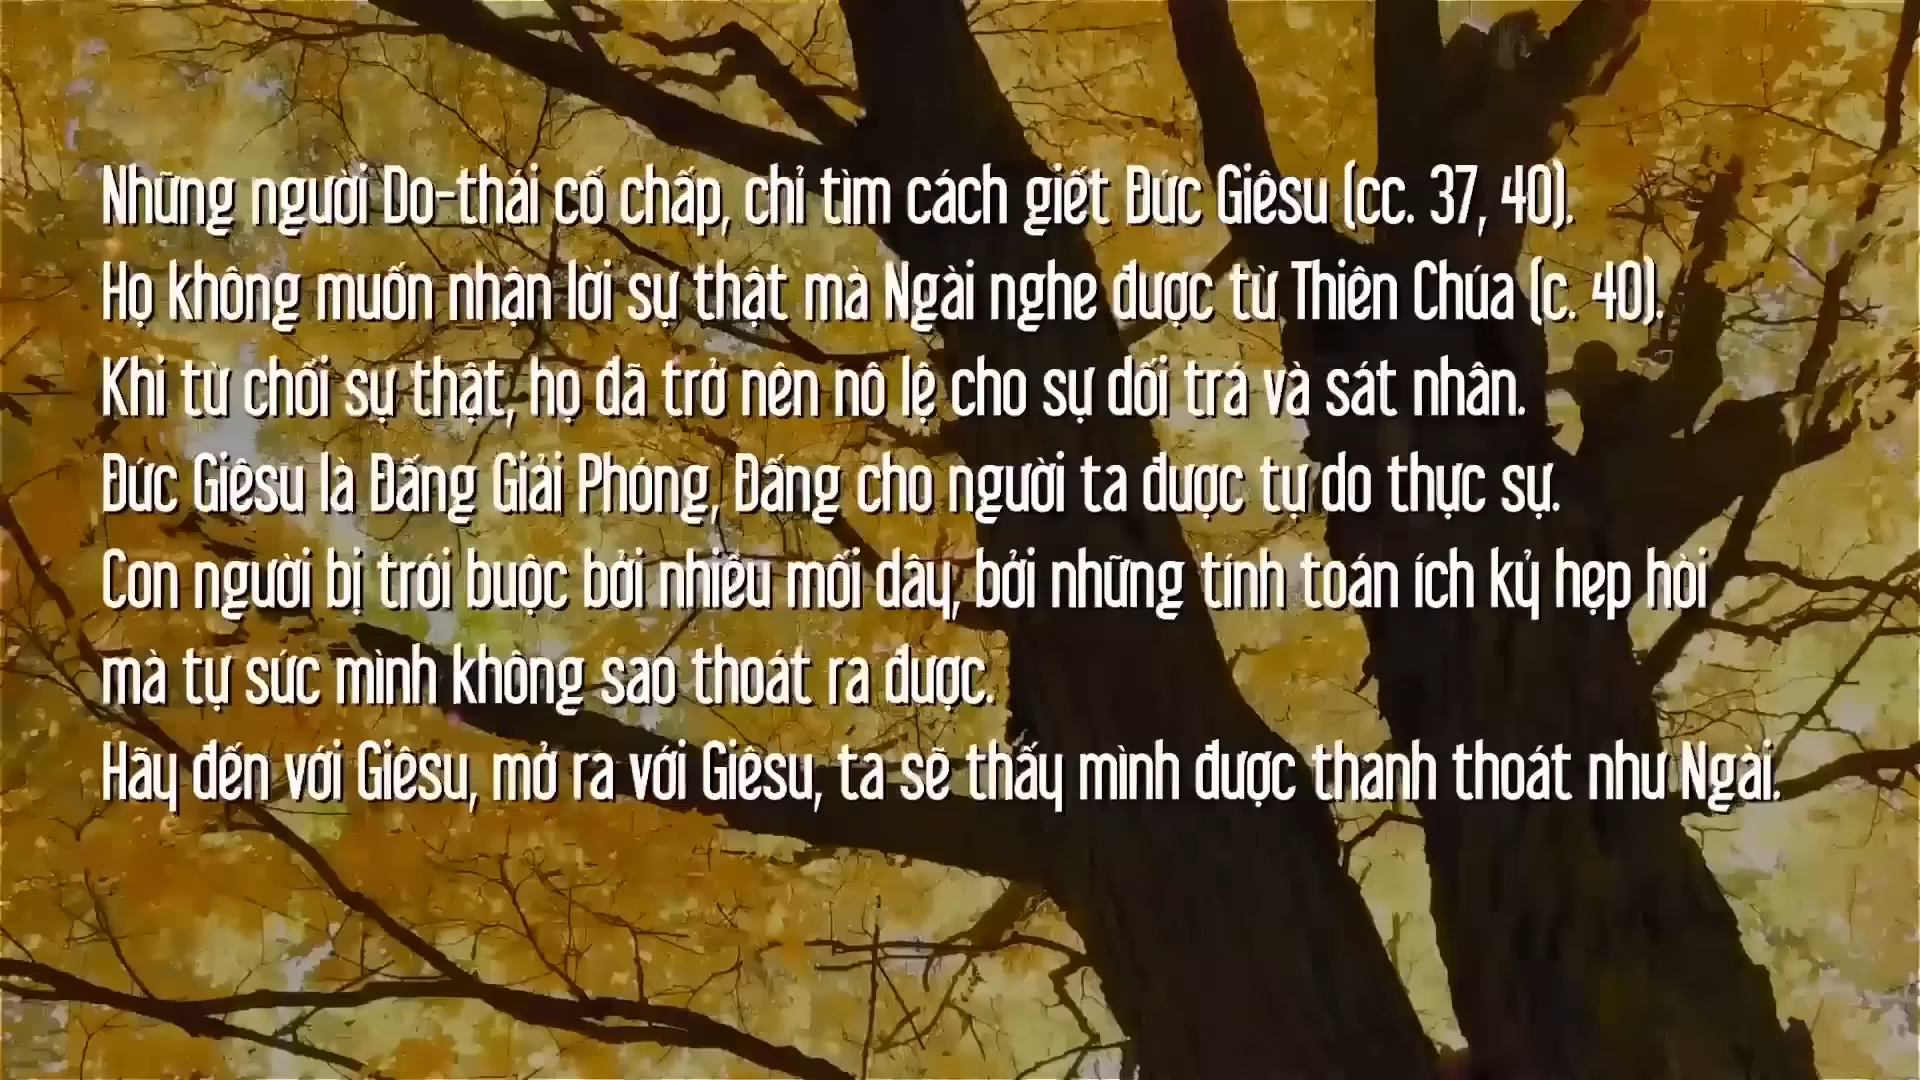 Những người Do-thái cố chấp, chỉ tìm cách giết Đức Giêsu (cc. 37, 40).
Họ không muốn nhận lời sự thật mà Ngài nghe được từ Thiên Chúa (c. 40).
Khi từ chối sự thật, họ đã trở nên nô lệ cho sự dối trá và sát nhân.
Đức Giêsu là Đấng Giải Phóng, Đấng cho người ta được tự do thực sự.
Con người bị trói buộc bởi nhiều mối dây, bởi những tính toán ích kỷ hẹp hòi
mà tự sức mình không sao thoát ra được.
Hãy đến với Giêsu, mở ra với Giêsu, ta sẽ thấy mình được thanh thoát như Ngài.